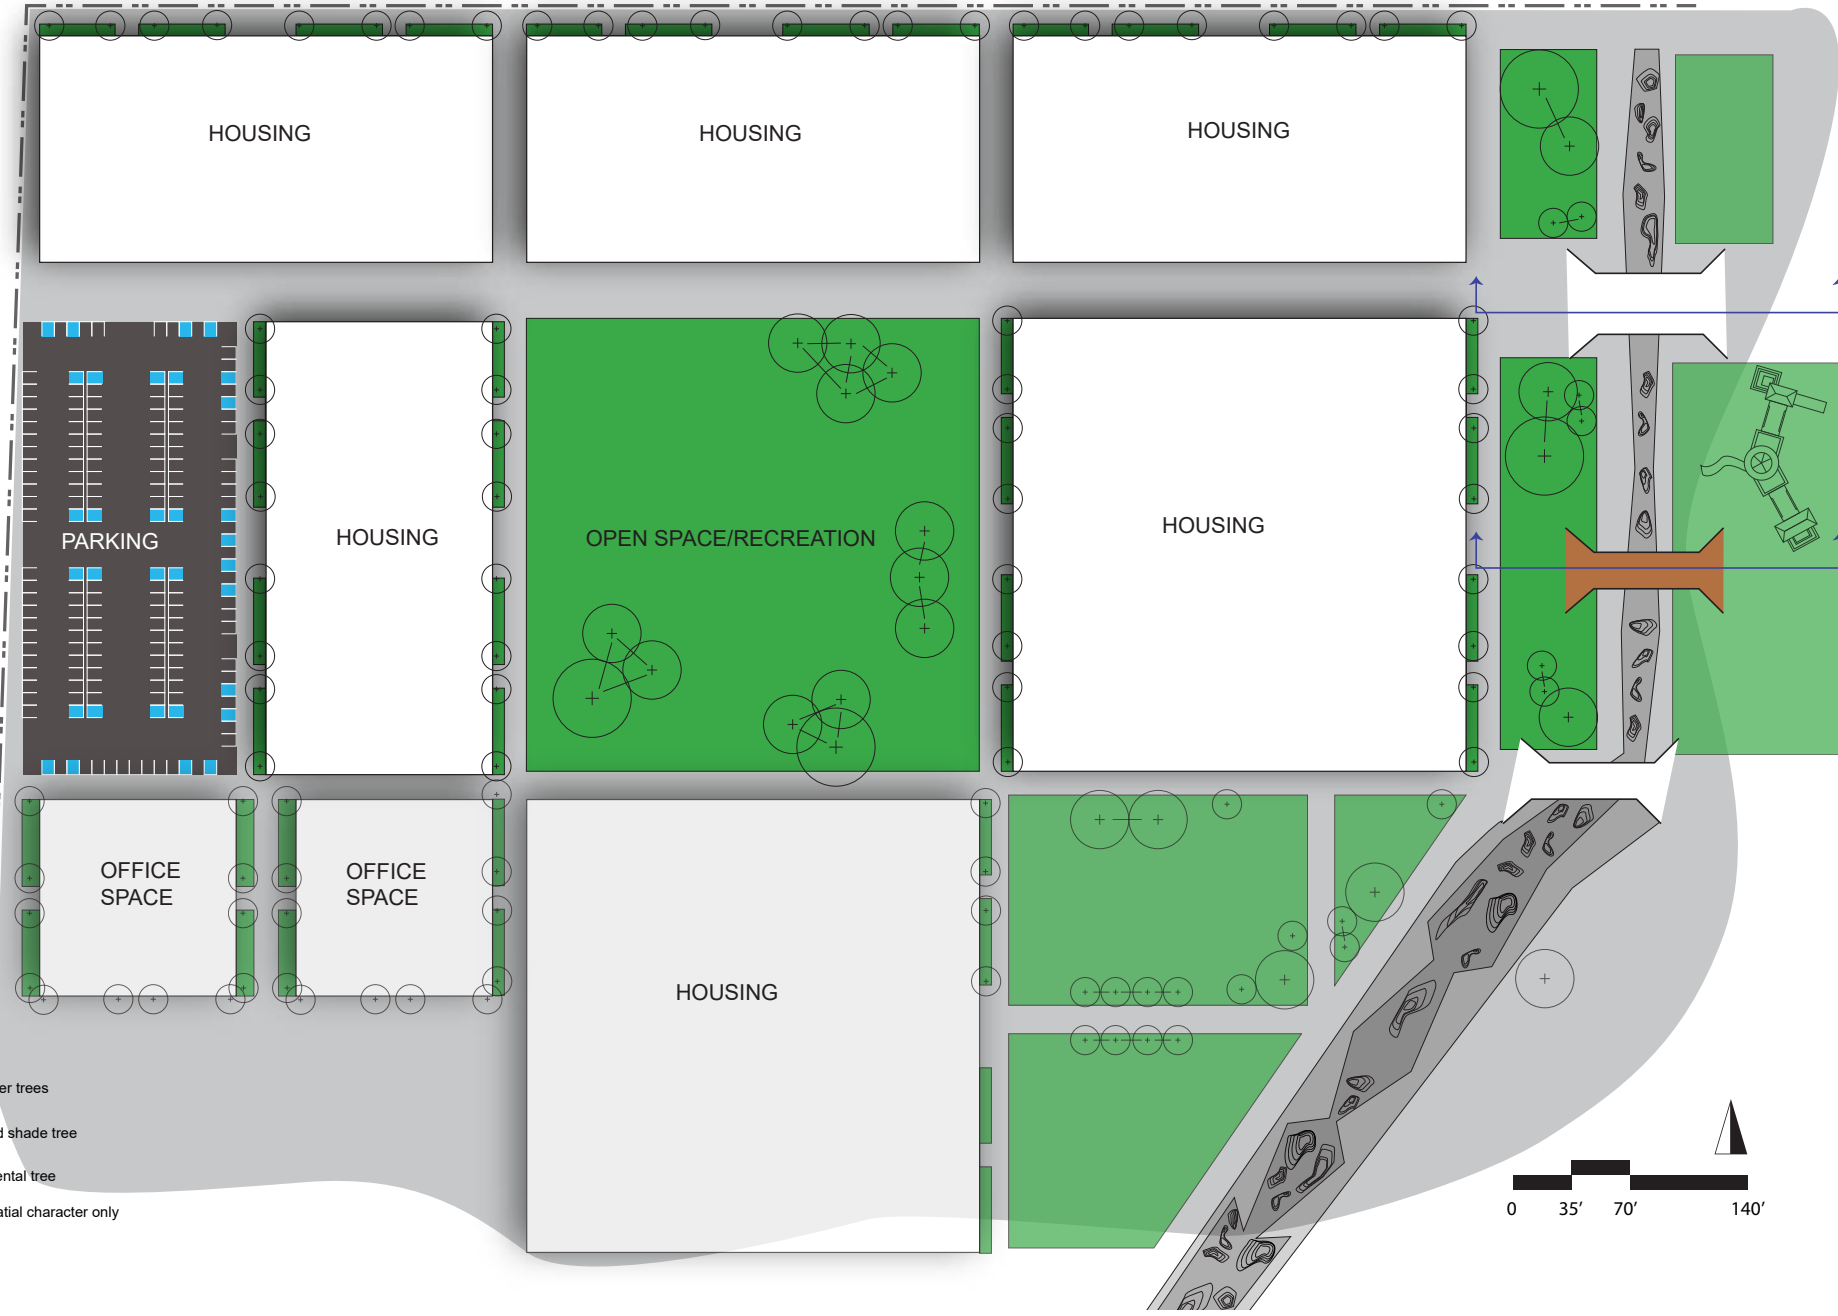 HOUSING
HOUSING
HOUSING
PARKING
HOUSING
OPEN SPACE/RECREATION
HOUSING
OFFICE
SPACE
OFFICE
SPACE
HOUSING
er trees
shade tree
ental tree
atial character only
0 35' 70' 140'